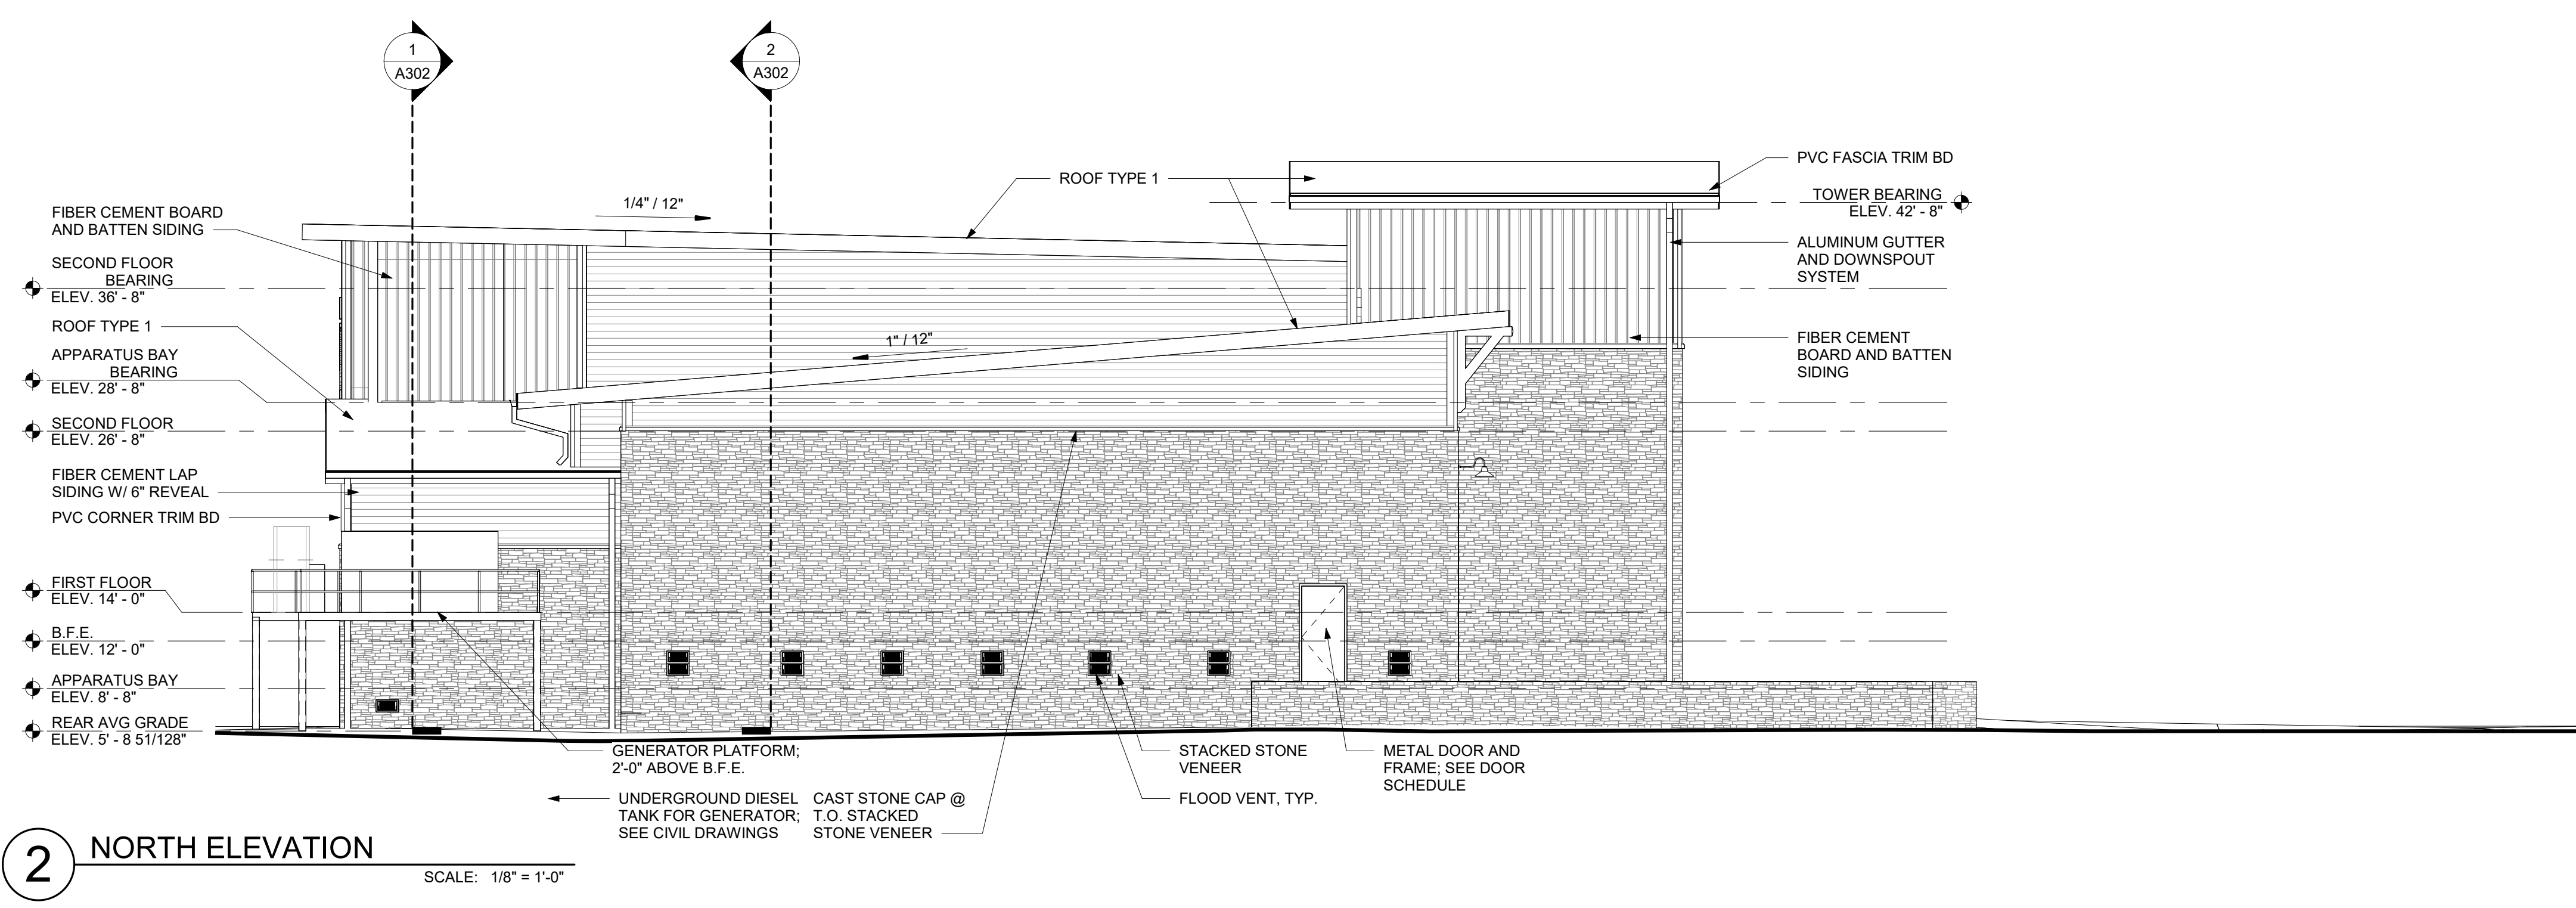 1
A302
2
A302
FIBER CEMENT BOARD
AND BATTEN SIDING
SECOND FLOOR
BEARING
ELEV. 36' - 8"
ROOF TYPE 1
APPARATUS BAY
BEARING
ELEV. 28' - 8"
SECOND FLOOR
ELEV. 26' - 8"
FIBER CEMENT LAP
SIDING W/ 6" REVEAL
PVC CORNER TRIM BD
FIRST FLOOR
ELEV. 14' - 0"
B.F.E.
ELEV. 12' - 0"
APPARATUS BAY
ELEV. 8' - 8"
REAR AVG GRADE
ELEV. 5' - 8 51/128"
1/4" / 12"
ROOF TYPE 1
1" / 12"
PVC FASCIA TRIM BD
TOWER BEARING
ELEV. 42' - 8"
ALUMINUM GUTTER
AND DOWNSPOUT
SYSTEM
FIBER CEMENT
BOARD AND BATTEN
SIDING
GENERATOR PLATFORM;
2'-0" ABOVE B.F.E.
UNDERGROUND DIESEL
TANK FOR GENERATOR;
SEE CIVIL DRAWINGS
CAST STONE CAP @
T.O. STACKED
STONE VENEER
STACKED STONE
VENEER
FLOOD VENT, TYP.
METAL DOOR AND
FRAME; SEE DOOR
SCHEDULE
2
NORTH ELEVATION
SCALE: 1/8" = 1'-0"